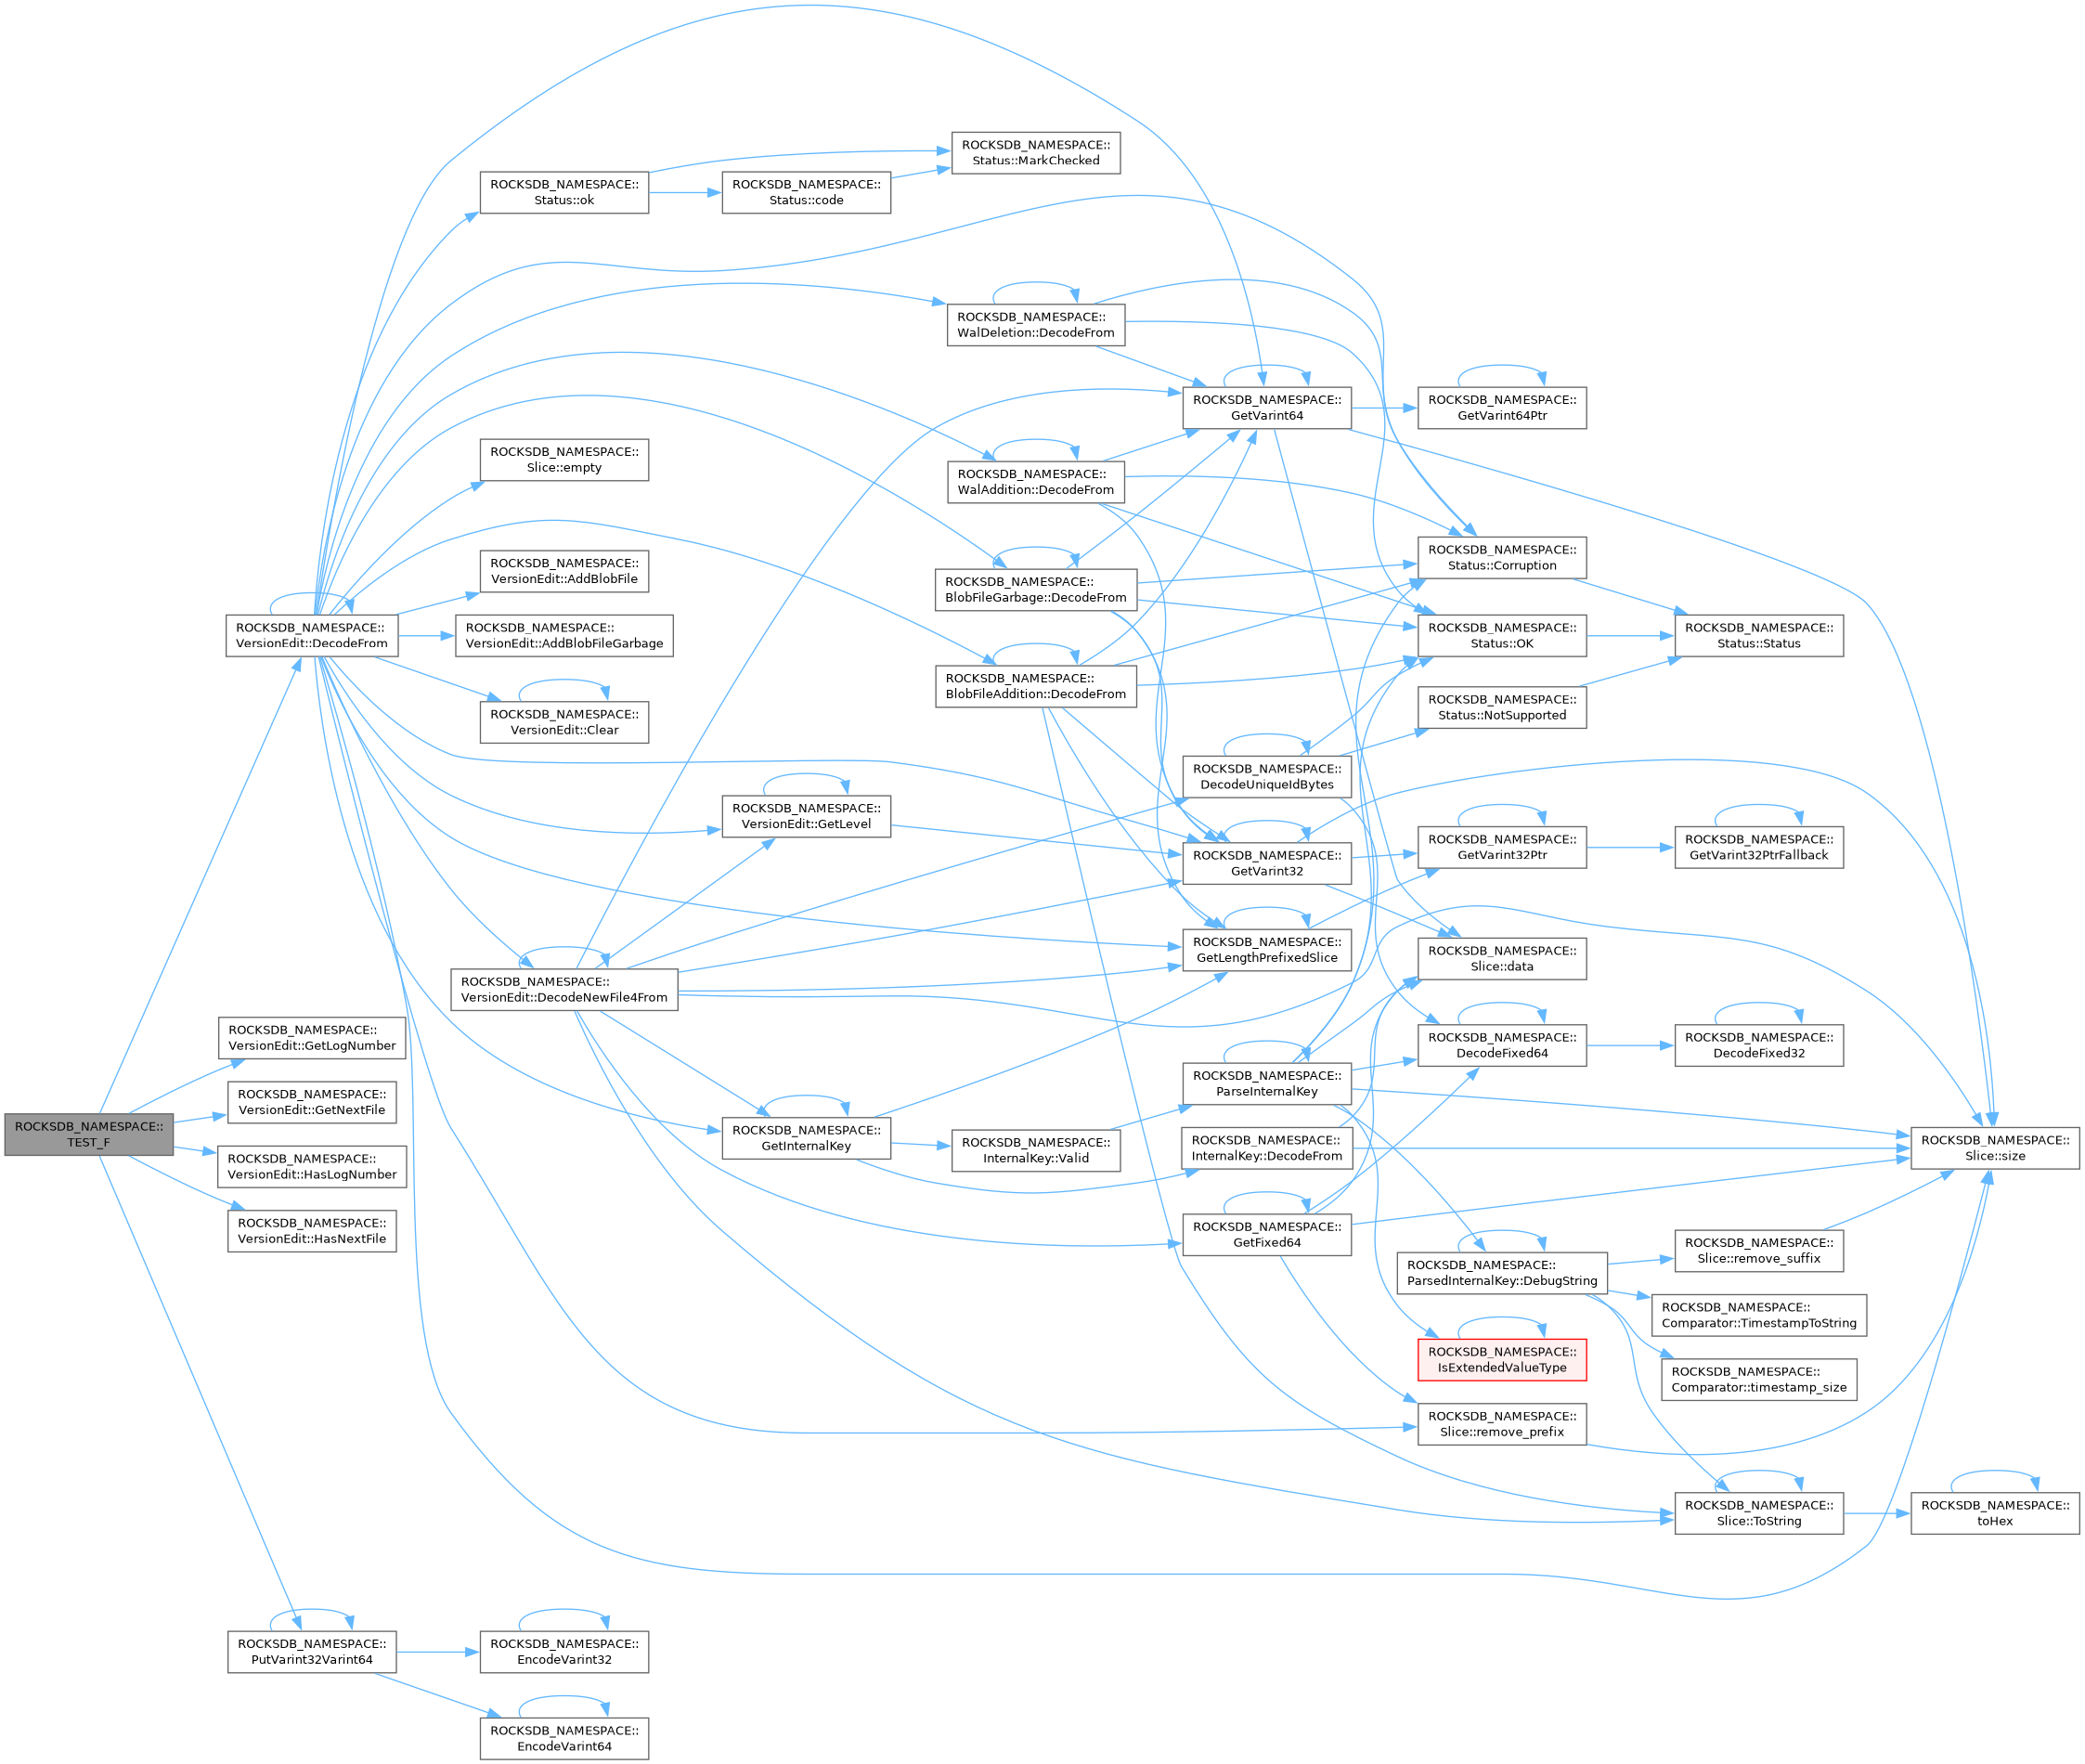 ROCKSDB_NAMESPACE::
TEST_F
ROCKSDB_NAMESPACE::
VersionEdit::DecodeFrom
ROCKSDB_NAMESPACE::
VersionEdit::GetLogNumber
ROCKSDB_NAMESPACE::
VersionEdit::GetNextFile
ROCKSDB_NAMESPACE::
VersionEdit::HasLogNumber
ROCKSDB_NAMESPACE::
VersionEdit::HasNextFile
ROCKSDB_NAMESPACE::
PutVarint32Varint64
ROCKSDB_NAMESPACE::
Status::ok
ROCKSDB_NAMESPACE::
Slice::empty
ROCKSDB_NAMESPACE::
VersionEdit::AddBlobFile
ROCKSDB_NAMESPACE::
VersionEdit::AddBlobFileGarbage
ROCKSDB_NAMESPACE::
VersionEdit::Clear
ROCKSDB_NAMESPACE::
VersionEdit::DecodeNewFile4From
ROCKSDB_NAMESPACE::
EncodeVarint32
ROCKSDB_NAMESPACE::
EncodeVarint64
ROCKSDB_NAMESPACE::
Status::code
ROCKSDB_NAMESPACE::
VersionEdit::GetLevel
ROCKSDB_NAMESPACE::
GetInternalKey
ROCKSDB_NAMESPACE::
Status::MarkChecked
ROCKSDB_NAMESPACE::
WalDeletion::DecodeFrom
ROCKSDB_NAMESPACE::
WalAddition::DecodeFrom
ROCKSDB_NAMESPACE::
BlobFileGarbage::DecodeFrom
ROCKSDB_NAMESPACE::
BlobFileAddition::DecodeFrom
ROCKSDB_NAMESPACE::
InternalKey::Valid
ROCKSDB_NAMESPACE::
GetVarint64
ROCKSDB_NAMESPACE::
DecodeUniqueIdBytes
ROCKSDB_NAMESPACE::
GetVarint32
ROCKSDB_NAMESPACE::
GetLengthPrefixedSlice
ROCKSDB_NAMESPACE::
ParseInternalKey
ROCKSDB_NAMESPACE::
InternalKey::DecodeFrom
ROCKSDB_NAMESPACE::
GetFixed64
ROCKSDB_NAMESPACE::
GetVarint64Ptr
ROCKSDB_NAMESPACE::
Status::Corruption
ROCKSDB_NAMESPACE::
Status::OK
ROCKSDB_NAMESPACE::
Status::NotSupported
ROCKSDB_NAMESPACE::
GetVarint32Ptr
ROCKSDB_NAMESPACE::
Slice::data
ROCKSDB_NAMESPACE::
DecodeFixed64
ROCKSDB_NAMESPACE::
ParsedInternalKey::DebugString
ROCKSDB_NAMESPACE::
IsExtendedValueType
ROCKSDB_NAMESPACE::
Slice::remove_prefix
ROCKSDB_NAMESPACE::
Status::Status
ROCKSDB_NAMESPACE::
GetVarint32PtrFallback
ROCKSDB_NAMESPACE::
DecodeFixed32
ROCKSDB_NAMESPACE::
Slice::remove_suffix
ROCKSDB_NAMESPACE::
Comparator::TimestampToString
ROCKSDB_NAMESPACE::
Comparator::timestamp_size
ROCKSDB_NAMESPACE::
Slice::ToString
ROCKSDB_NAMESPACE::
Slice::size
ROCKSDB_NAMESPACE::
toHex